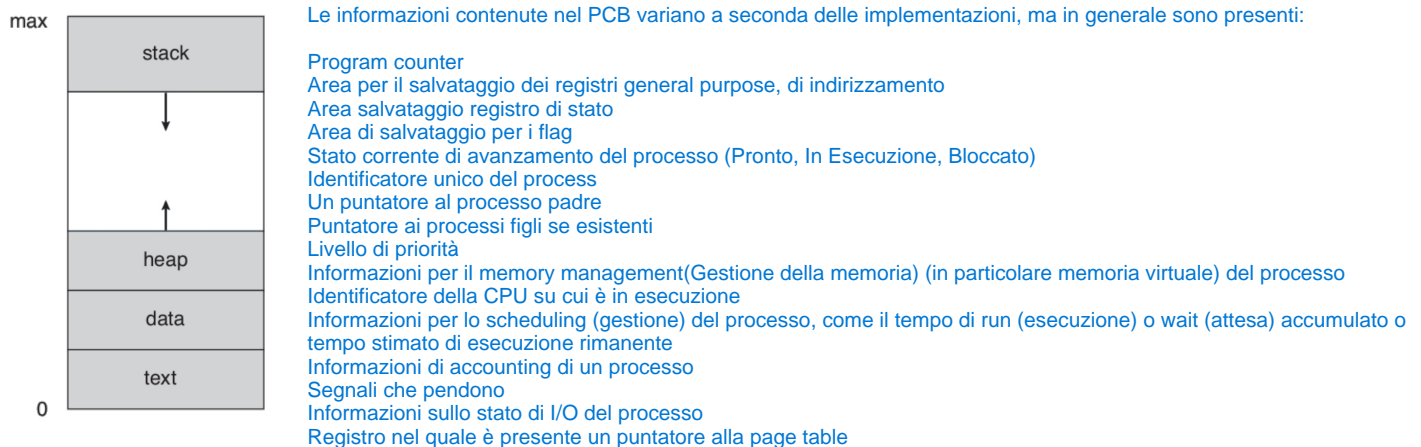 max
stack
heap
data
text
0
Le informazioni contenute nel PCB variano a seconda delle implementazioni, ma in generale sono presenti:
Program counter
Area per il salvataggio dei registri general purpose, di indirizzamento
Area salvataggio registro di stato
Area di salvataggio per i flag
Stato corrente di avanzamento del processo (Pronto, In Esecuzione, Bloccato)
Identificatore unico del process
Un puntatore al processo padre
Puntatore ai processi figli se esistenti
Livello di priorità
Informazioni per il memory management(Gestione della memoria) (in particolare memoria virtuale) del processo
Identificatore della CPU su cui è in esecuzione
Informazioni per lo scheduling (gestione) del processo, come il tempo di run (esecuzione) o wait (attesa) accumulato o
tempo stimato di esecuzione rimanente
Informazioni di accounting di un processo
Segnali che pendono
Informazioni sullo stato di I/O del processo
Registro nel quale è presente un puntatore alla page table